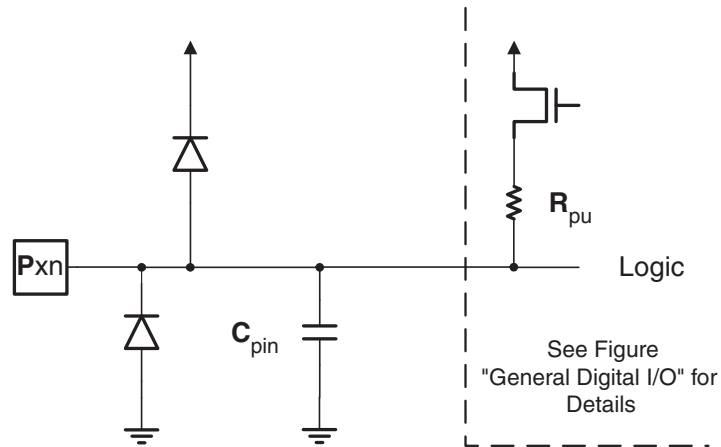 Rpu
Pxn
Logic
Cpin
See Figure
"General Digital I/O" for
Details